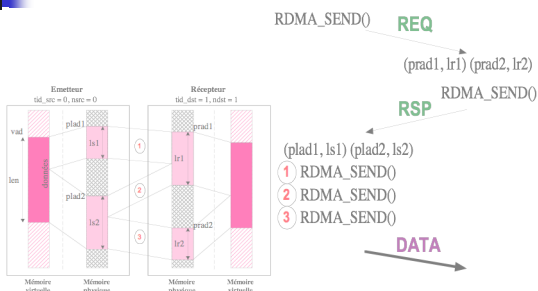 RDMA_SEND() REQ
(prad1, lr1) (prad2, lr2)
RDMA_SEND()
RSP
(plad1, ls1) (plad2, ls2)
1 RDMA_SEND()
2 RDMA_SEND()
3 RDMA_SEND()
DATA
Emetteur
tid_src = 0, nsrc = 0
Récepteur
tid_dst = 1, ndst = 1
vad
len
données
plad1
ls1
plad2
ls2
1
2
3
prad1
lr1
prad2
lr2
Mémoire virtuelle
Mémoire physique
Mémoire physique
Mémoire virtuelle